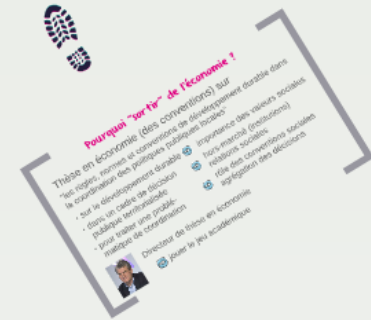 Pourquoi "sortir" de l'économie ?
Thèse en économie (des conventions) sur
"les règles, normes et conventions de développement durable dans
la coordination des politiques publiques locales"
- sur le développement durable
- dans un cadre de décision
publique territorialisée
- pour traiter une problé-
matique de coordination
importance des valeurs sociales
hors-marché (institutions)
relations sociales
rôle des conventions sociales
agrégation des décisions
Directeur de thèse en économie
jouer le jeu académique